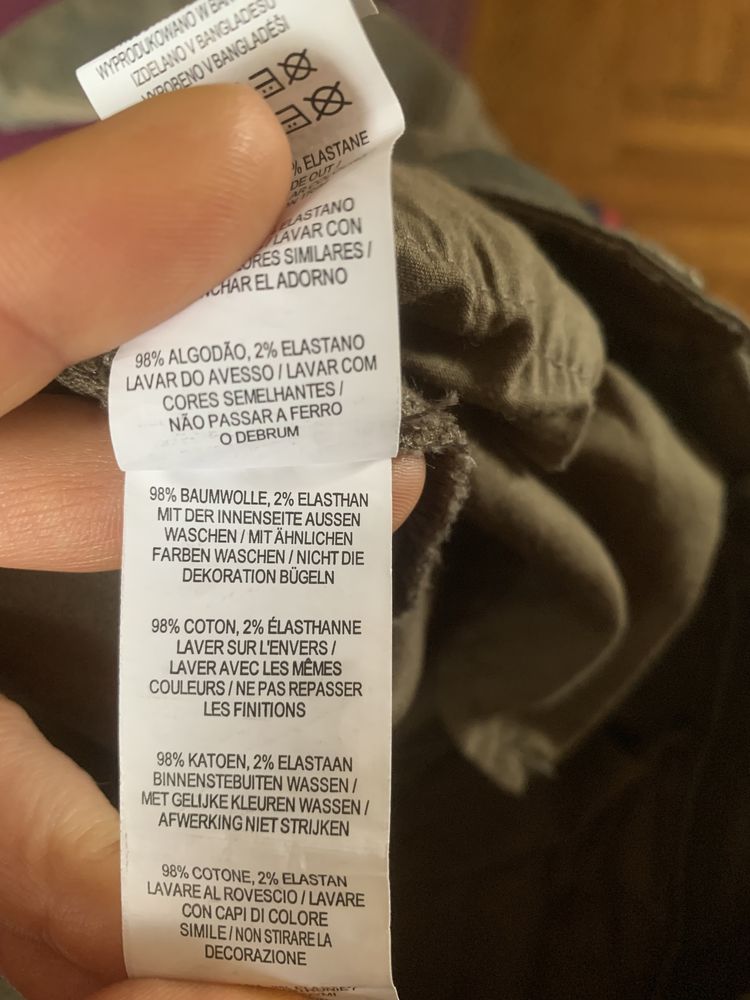 WYPRODUKOWANO W
IZDELANO V BANGLADEŠU
VYROBENO V BANGLADÉŠI
% ELASTANE
DE OUT /
ELASTANO
LAVAR CON
SIMILARES /
EL ADORNO
98% ALGODÃO, 2% ELASTANO
LAVAR DO AVESSO / LAVAR COM
CORES SEMELHANTES /
NÃO PASSAR A FERRO
O DEBRUM
98% BAUMWOLLE, 2% ELASTHAN
MIT DER INNENSEITE AUSSEN
WASCHEN / MIT ÄHNLICHEN
FARBEN WASCHEN / NICHT DIE
DEKORATION BÜGELN
98% COTON, 2% ÉLASTHANNE
LAVER SUR L'ENVERS /
LAVER AVEC LES MÊMES
COULEURS / NE PAS REPASSER
LES FINITIONS
98% KATOEN, 2% ELASTAAN
BINNENSTEBUITEN WASSEN /
MET GELIJKE KLEUREN WASSEN /
AFWERKING NIET STRIJKEN
98% COTONE, 2% ELASTAN
LAVARE AL ROVESCIO / LAVARE
CON CAPI DI COLORE
SIMILE / NON STIRARE LA
DECORAZIONE